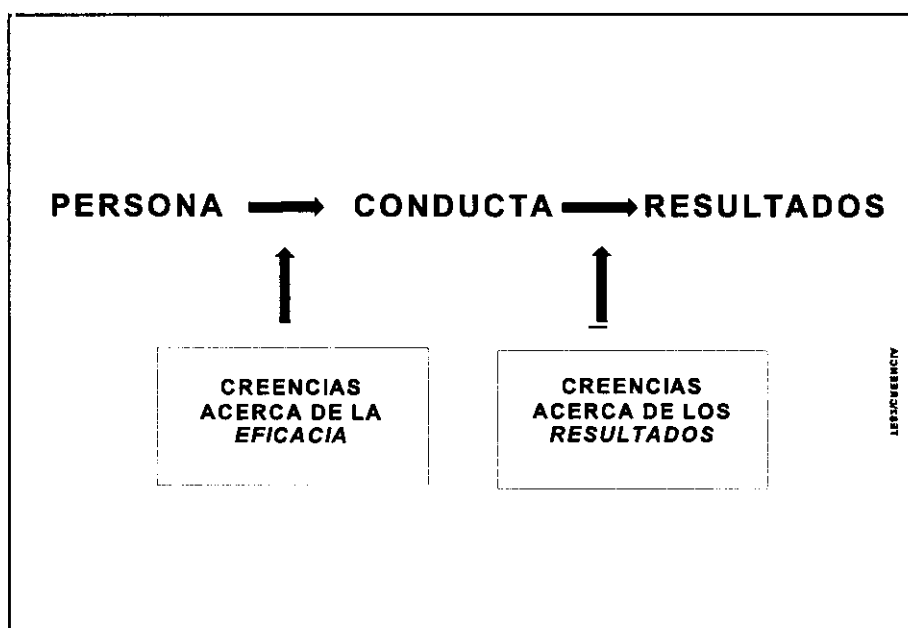 PERSONA CONDUCTA RESULTADOS
CREENCIAS
ACERCA DE LA
EFICACIA
CREENCIAS
ACERCA DE LOS
RESULTADOS